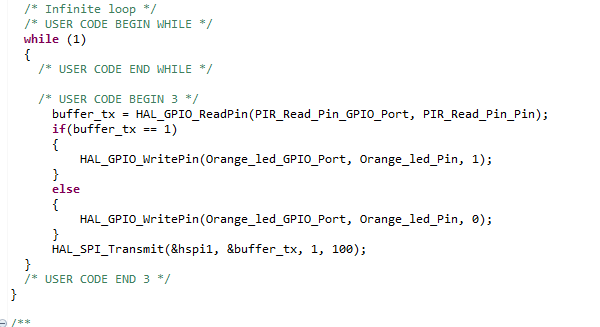 /* Infinite loop */
/* USER CODE BEGIN WHILE */
while (1)
{
/* USER CODE END WHILE */
/* USER CODE BEGIN 3 */
buffer_tx = HAL_GPIO_ReadPin(PIR_Read_Pin_GPIO_Port, PIR_Read_Pin_Pin);
if(buffer_tx == 1)
{
HAL_GPIO_WritePin(Orange_led_GPIO_Port, Orange_led_Pin, 1);
}
else
{
HAL_GPIO_WritePin(Orange_led_GPIO_Port, Orange_led_Pin, 0);
}
HAL_SPI_Transmit(&hspi1, &buffer_tx, 1, 100);
}
/* USER CODE END 3 */
}
/**